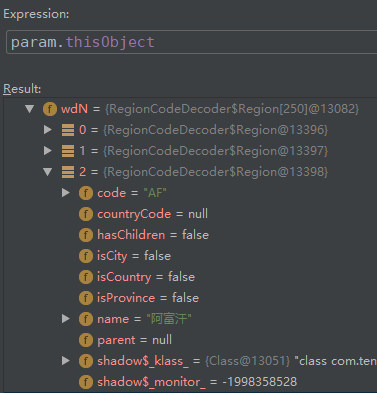 Expression:
param.thisObject
Result:
f wdN = {RegionCodeDecoder$Region[250]@13082}
0 = {RegionCodeDecoder$Region@13396}
1 = {RegionCodeDecoder$Region@13397}
2 = {RegionCodeDecoder$Region@13398}
f code = "AF"
f countryCode = null
f hasChildren = false
f isCity = false
f isCountry = false
f isProvince = false
f name = "阿富汗"
f parent = null
f shadow$_klass_ = {Class@13051} "class com.ten
f shadow$_monitor_ = -1998358528